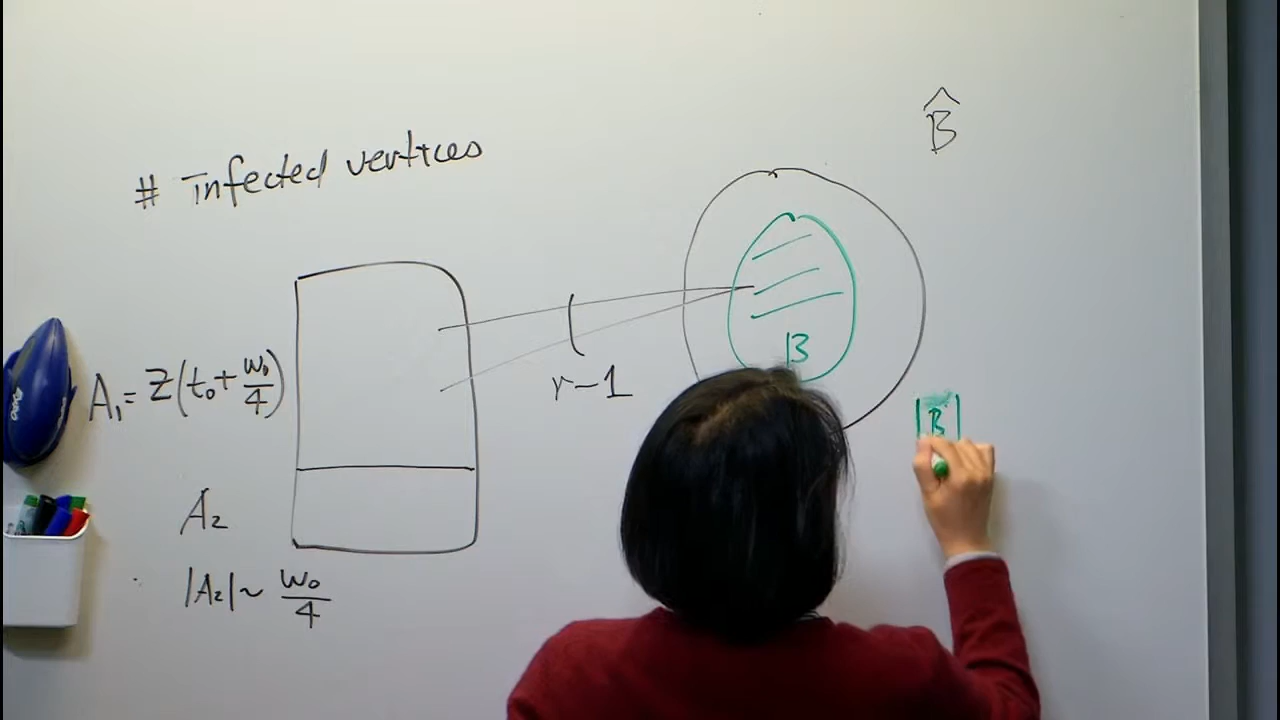 # Infected vertices
B̂
B
r-1
|B|
A₁ = Z(t₀ + w₀/4)
A₂
|A₂| ~ w₀/4